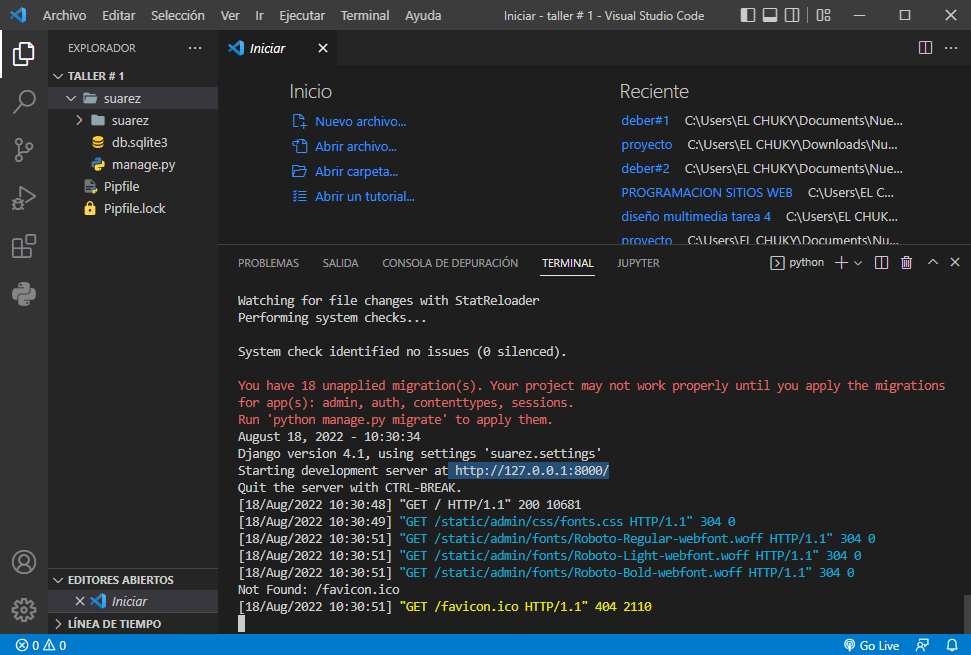 Archivo Editar Selección Ver Ir Ejecutar Terminal Ayuda Iniciar - taller # 1 - Visual Studio Code
EXPLORADOR ...
TALLER # 1
suarez
suarez
db.sqlite3
manage.py
Pipfile
Pipfile.lock
EDITORES ABIERTOS
Iniciar
LÍNEA DE TIEMPO
Iniciar
Inicio
Nuevo archivo...
Abrir archivo...
Abrir carpeta...
Abrir un tutorial...
Reciente
deber#1 C:\Users\EL CHUKY\Documents\Nue...
proyecto C:\Users\EL CHUKY\Downloads\Nu...
deber#2 C:\Users\EL CHUKY\Documents\Nue...
PROGRAMACION SITIOS WEB C:\Users\EL C...
diseño multimedia tarea 4 C:\Users\EL CHUK...
proyecto C:\Users\EL CHUKY\Documents\Nu...
PROBLEMAS SALIDA CONSOLA DE DEPURACIÓN TERMINAL JUPYTER python
Watching for file changes with StatReloader
Performing system checks...
System check identified no issues (0 silenced).
You have 18 unapplied migration(s). Your project may not work properly until you apply the migrations
for app(s): admin, auth, contenttypes, sessions.
Run 'python manage.py migrate' to apply them.
August 18, 2022 - 10:30:34
Django version 4.1, using settings 'suarez.settings'
Starting development server at http://127.0.0.1:8000/
Quit the server with CTRL-BREAK.
[18/Aug/2022 10:30:48] "GET / HTTP/1.1" 200 10681
[18/Aug/2022 10:30:49] "GET /static/admin/css/fonts.css HTTP/1.1" 304 0
[18/Aug/2022 10:30:51] "GET /static/admin/fonts/Roboto-Regular-webfont.woff HTTP/1.1" 304 0
[18/Aug/2022 10:30:51] "GET /static/admin/fonts/Roboto-Light-webfont.woff HTTP/1.1" 304 0
[18/Aug/2022 10:30:51] "GET /static/admin/fonts/Roboto-Bold-webfont.woff HTTP/1.1" 304 0
Not Found: /favicon.ico
[18/Aug/2022 10:30:51] "GET /favicon.ico HTTP/1.1" 404 2110
0 0 Go Live